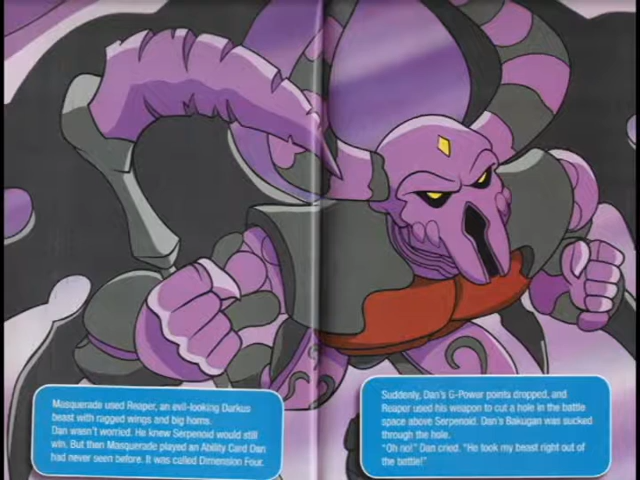 Masquerade used Reaper, an evil-looking Darkus
beast with ragged wings and big horns.
Dan wasn't worried. He knew Serpenoid would still
win. But then Masquerade played an Ability Card Dan
had never seen before. It was called Dimension Four.
Suddenly, Dan's G-Power points dropped, and
Reaper used his weapon to cut a hole in the battle
space above Serpenoid. Dan's Bakugan was sucked
through the hole.
"Oh no!" Dan cried. "He took my beast right out of
the battle!"